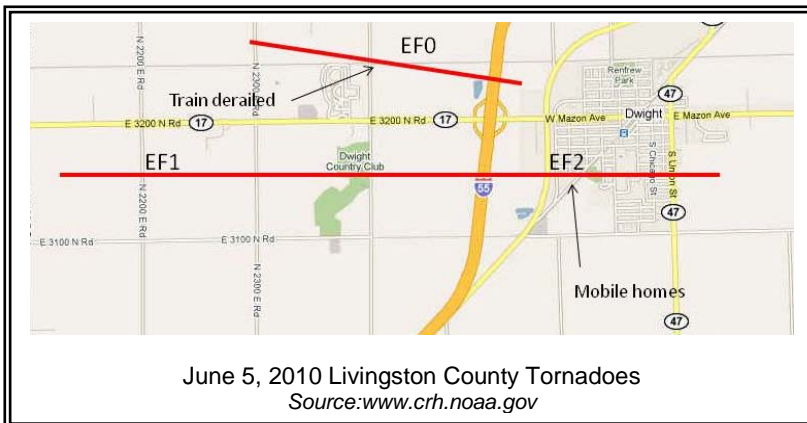 EF0
47
N 2200 E Rd
N 2300 E Rd
Train derailed
Renfrew
Park
Dwight
47
E 3200 N Rd
17
E 3200 N Rd
17
W Mazon Ave
E Mazon Ave
EF1
Dwight
Country Club
EF2
S Chicago St
S Union St
55
N 2200 E Rd
47
E 3100 N Rd
E 3100 N Rd
N 2300 E Rd
Mobile homes
47
June 5, 2010 Livingston County Tornadoes
Source:www.crh.noaa.gov